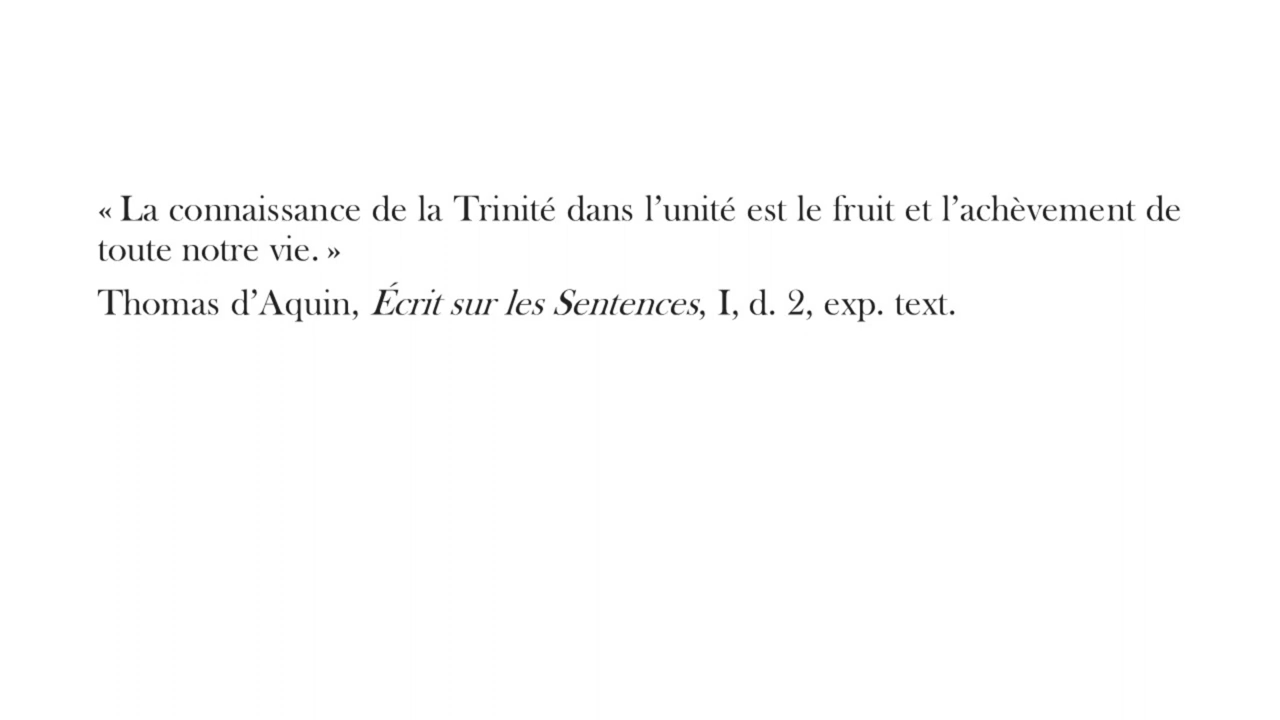 « La connaissance de la Trinité dans l’unité est le fruit et l’achèvement de
toute notre vie. »
Thomas d’Aquin, Écrit sur les Sentences, I, d. 2, exp. text.